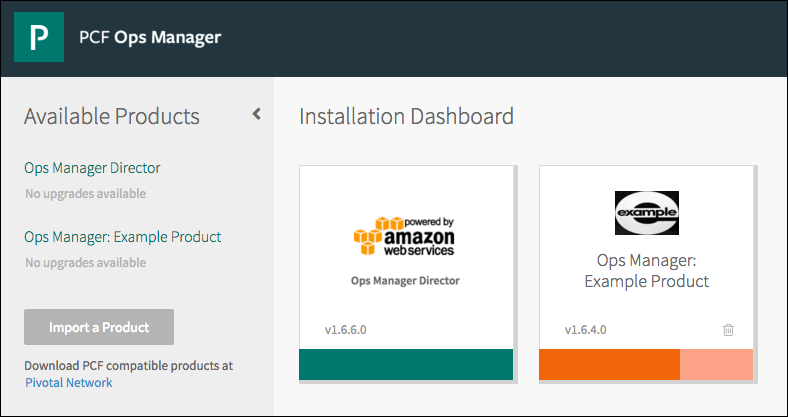 P
PCF Ops Manager
Available Products
Ops Manager Director
No upgrades available
Ops Manager: Example Product
No upgrades available
Import a Product
Download PCF compatible products at
Pivotal Network
Installation Dashboard
powered by
amazon
web services
Ops Manager Director
v1.6.6.0
example
Ops Manager:
Example Product
v1.6.4.0